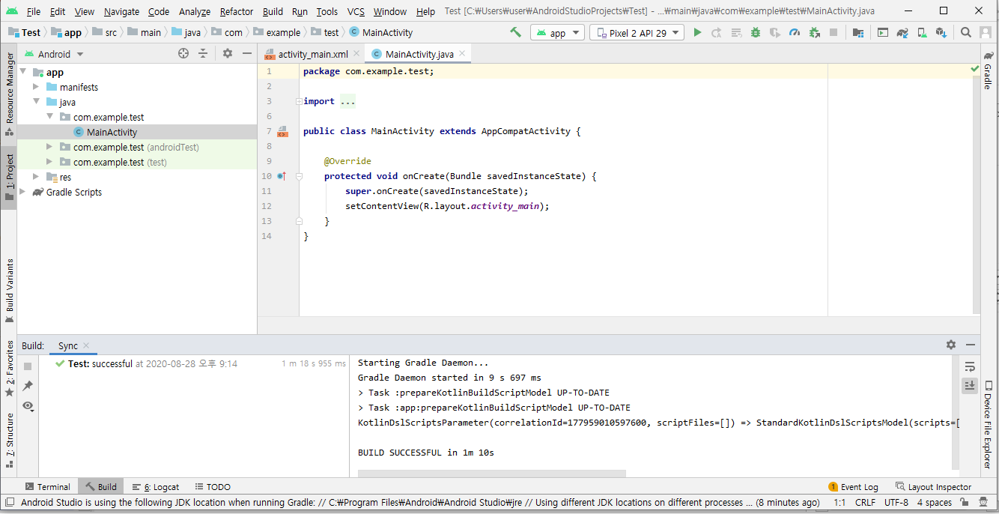 File Edit View Navigate Code Analyze Refactor Build Run Tools VCS Window Help Test [C:₩Users₩user₩AndroidStudioProjects₩Test] - ...₩main₩java₩com₩example₩test₩MainActivity.java
Test app src main java com example test MainActivity app Pixel 2 API 29
Android
activity_main.xml MainActivity.java
app
manifests
java
com.example.test
MainActivity
com.example.test (androidTest)
com.example.test (test)
res
Gradle Scripts
Resource Manager
1: Project
Build Variants
2: Favorites
7: Structure
1 package com.example.test;
2
3 import ...
6
7 public class MainActivity extends AppCompatActivity {
8
9 @Override
10 protected void onCreate(Bundle savedInstanceState) {
11 super.onCreate(savedInstanceState);
12 setContentView(R.layout.activity_main);
13 }
14 }
Gradle
Device File Explorer
Build: Sync
Test: successful at 2020-08-28 오후 9:14 1 m 18 s 955 ms
Starting Gradle Daemon...
Gradle Daemon started in 9 s 697 ms
> Task :prepareKotlinBuildScriptModel UP-TO-DATE
> Task :app:prepareKotlinBuildScriptModel UP-TO-DATE
KotlinDslScriptsParameter(correlationId=177959010597600, scriptFiles=[]) => StandardKotlinDslScriptsModel(scripts=[
BUILD SUCCESSFUL in 1m 10s
Terminal Build 6: Logcat TODO 1 Event Log Layout Inspector
Android Studio is using the following JDK location when running Gradle: // C:₩Program Files₩Android₩Android Studio₩jre // Using different JDK locations on different processes ... (8 minutes ago) 1:1 CRLF UTF-8 4 spaces